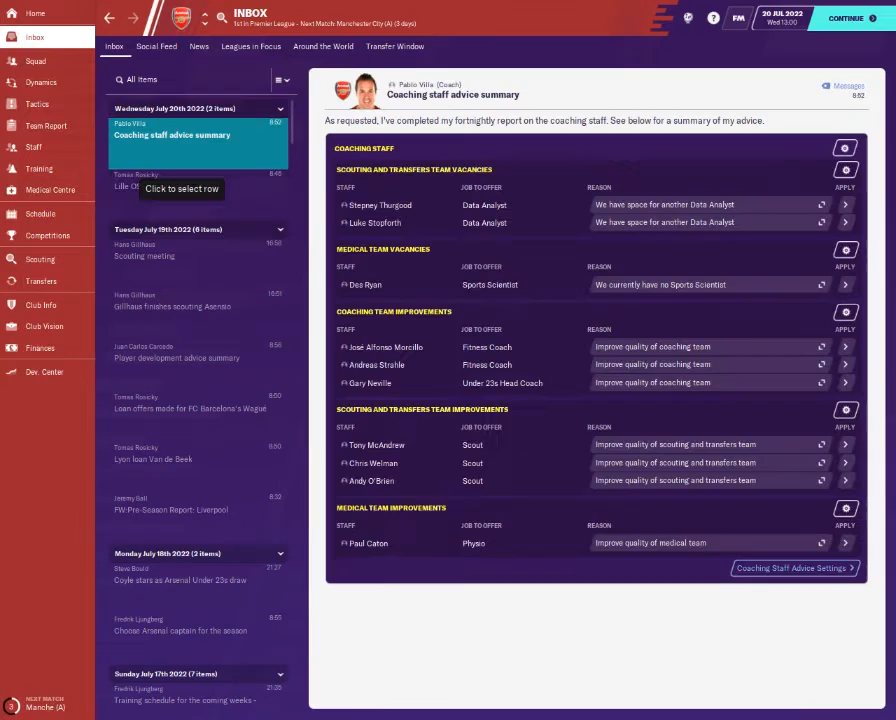 Home
INBOX
1st in Premier League - Next Match: Manchester City (A) (3 days)
FM
20 JUL 2022
Wed 13:00
CONTINUE
Inbox
Squad
Dynamics
Tactics
Team Report
Staff
Training
Medical Centre
Schedule
Competitions
Scouting
Transfers
Club Info
Club Vision
Finances
Dev. Center
NEXT MATCH
3
Manche (A)
Inbox Social Feed News Leagues in Focus Around the World Transfer Window
All Items
Wednesday July 20th 2022 (2 items)
Pablo Villa 8:52
Coaching staff advice summary
Tomas Rosicky 8:46
Lille OS
Click to select row
Tuesday July 19th 2022 (6 items)
Hans Gillhaus
Scouting meeting
Hans Gillhaus
Gillhaus finishes scouting Asensio
Juan Carlos Carcedo 8:56
Player development advice summary
Tomas Rosicky
Loan offers made for FC Barcelona's Wagué
Tomas Rosicky
Lyon loan Van de Beek
Jeremy Ball 8:32
FW: Pre-Season Report: Liverpool
Monday July 18th 2022 (2 items)
Steve Bould 21:27
Coyle stars as Arsenal Under 23s draw
Fredrik Ljungberg 8:55
Choose Arsenal captain for the season
Sunday July 17th 2022 (7 items)
Fredrik Ljungberg
Training schedule for the coming weeks -
Pablo Villa (Coach)
Coaching staff advice summary
Messages
8:52
As requested, I've completed my fortnightly report on the coaching staff. See below for a summary of my advice.
COACHING STAFF
SCOUTING AND TRANSFERS TEAM VACANCIES
STAFF JOB TO OFFER REASON APPLY
Stepney Thurgood Data Analyst We have space for another Data Analyst
Luke Stopforth Data Analyst We have space for another Data Analyst
MEDICAL TEAM VACANCIES
STAFF JOB TO OFFER REASON APPLY
Des Ryan Sports Scientist We currently have no Sports Scientist
COACHING TEAM IMPROVEMENTS
STAFF JOB TO OFFER REASON APPLY
José Alfonso Morcillo Fitness Coach Improve quality of coaching team
Andreas Strahle Fitness Coach Improve quality of coaching team
Gary Neville Under 23s Head Coach Improve quality of coaching team
SCOUTING AND TRANSFERS TEAM IMPROVEMENTS
STAFF JOB TO OFFER REASON APPLY
Tony McAndrew Scout Improve quality of scouting and transfers team
Chris Welman Scout Improve quality of scouting and transfers team
Andy O'Brien Scout Improve quality of scouting and transfers team
MEDICAL TEAM IMPROVEMENTS
STAFF JOB TO OFFER REASON APPLY
Paul Caton Physio Improve quality of medical team
Coaching Staff Advice Settings